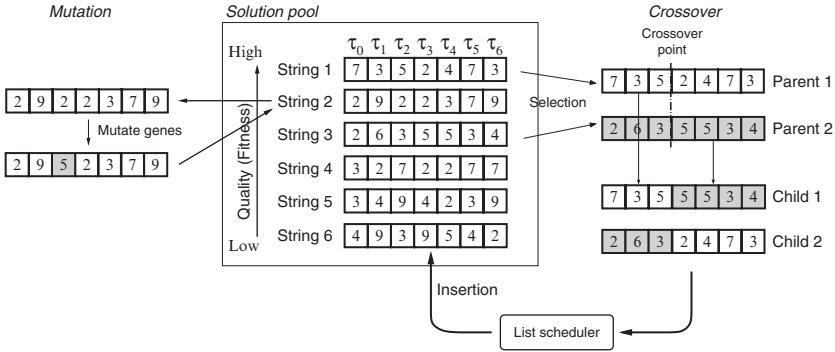 Mutation
Solution pool
Crossover
τ0 τ1 τ2 τ3 τ4 τ5 τ6
High
Crossover
point
String 1 7 3 5 2 4 7 3
7 3 5 2 4 7 3 Parent 1
2 9 2 2 3 7 9
String 2 2 9 2 2 3 7 9
Selection
Mutate genes
Quality (Fitness)
String 3 2 6 3 5 5 3 4
2 6 3 5 5 3 4 Parent 2
2 9 5 2 3 7 9
String 4 3 2 7 2 2 7 7
String 5 3 4 9 4 2 3 9
7 3 5 5 5 3 4 Child 1
String 6 4 9 3 9 5 4 2
Low
2 6 3 2 4 7 3 Child 2
Insertion
List scheduler